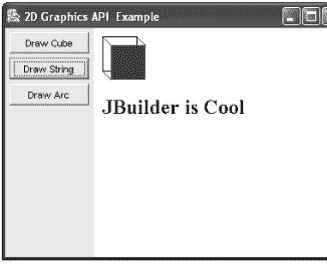 2D Graphics API Example
Draw Cube
Draw String
Draw Arc
JBuilder is Cool